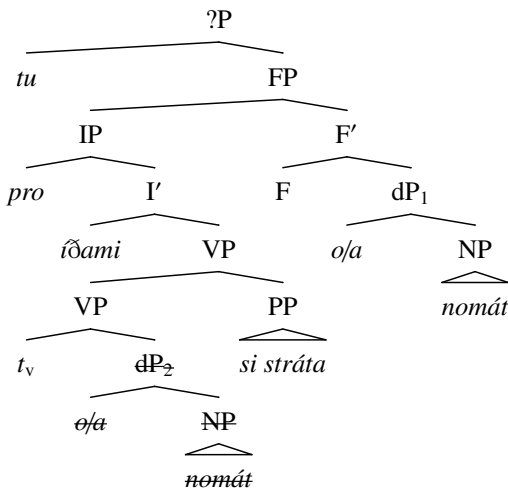 ?P
tu FP
IP F′
pro I′ F dP₁
íðami VP o/a NP
VP PP nomát
tᵥ dP₂ si stráta
o/a NP
nomát